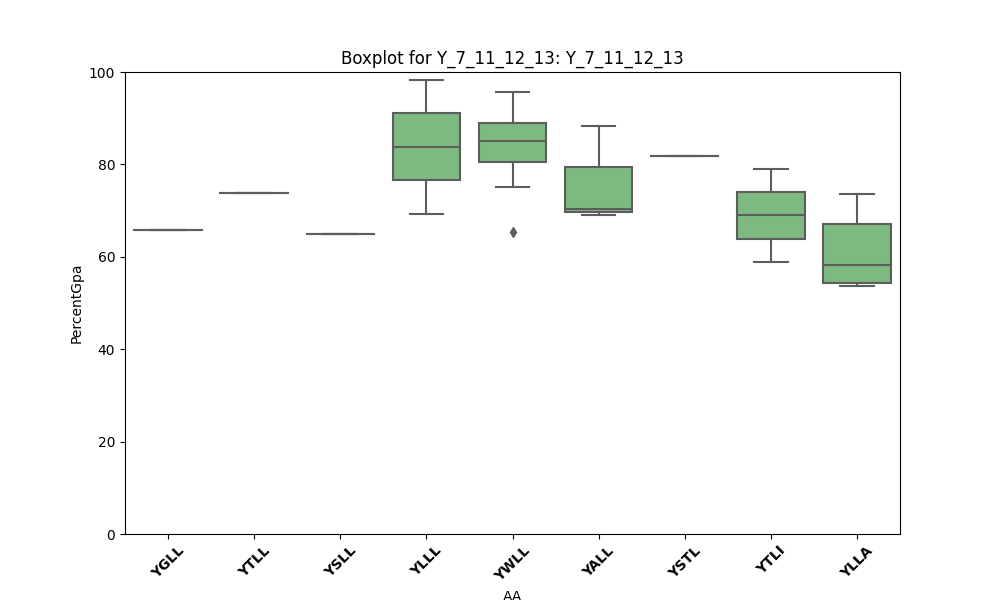 Boxplot for Y_7_11_12_13: Y_7_11_12_13
100
80
60
40
20
0
PercentGpa
YGLL
YTLL
YSLL
YLLL
YWLL
YALL
YSTL
YTLI
YLLA
AA